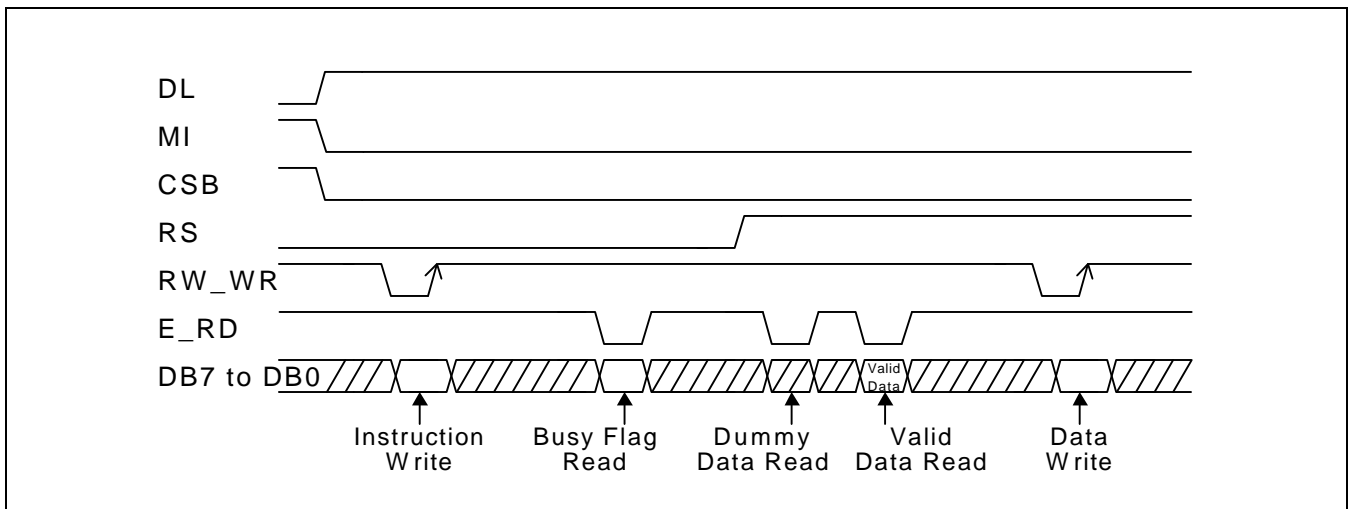 DL
MI
CSB
RS
RW_WR
E_RD
DB7 to DB0
Valid
Data
Instruction
Write
Busy Flag
Read
Dummy
Data Read
Valid
Data Read
Data
Write